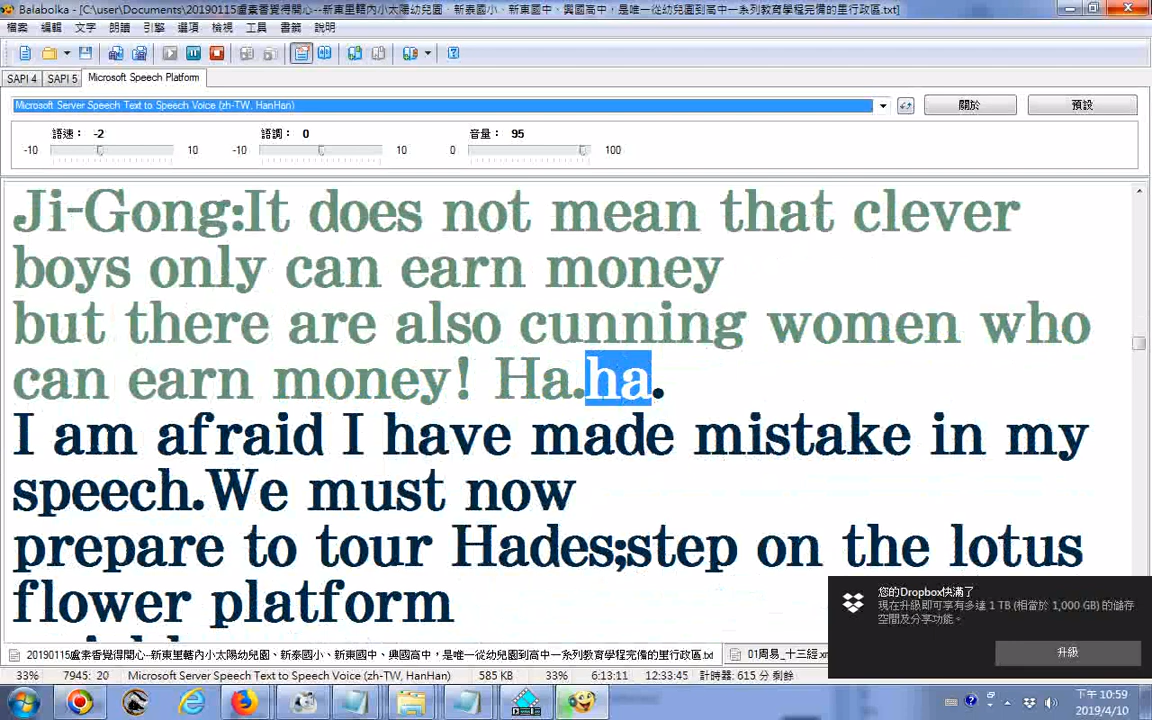 Balabolka - [C:\user\Documents\20190115盧素香覺得開心--新東里轄內小太陽幼兒園、新泰國小、新東國中、興國高中，是唯一從幼兒園到高中一系列教育學程完備的里行政區.txt]
檔案 編輯 文字 朗讀 引擎 選項 檢視 工具 書籤 說明
SAPI 4 SAPI 5 Microsoft Speech Platform
Microsoft Server Speech Text to Speech Voice (zh-TW, HanHan)
關於 預設
語速： -2 語調： 0 音量： 95
-10 10 -10 10 0 100
Ji-Gong:It does not mean that clever
boys only can earn money
but there are also cunning women who
can earn money! Ha.ha.
I am afraid I have made mistake in my
speech.We must now
prepare to tour Hades;step on the lotus
flower platform
您的Dropbox快滿了
現在升級即可享有多達 1 TB (相當於 1,000 GB) 的儲存
空間及分享功能。
升級
20190115盧素香覺得開心--新東里轄內小太陽幼兒園、新泰國小、新東國中、興國高中，是唯一從幼兒園到高中一系列教育學程完備的里行政區.txt 01周易_十三經
33% 7945: 20 Microsoft Server Speech Text to Speech Voice (zh-TW, HanHan) 585 KB 33% 6:13:11 12:33:45 計時器: 615 分 剩餘
下午 10:59
2019/4/10